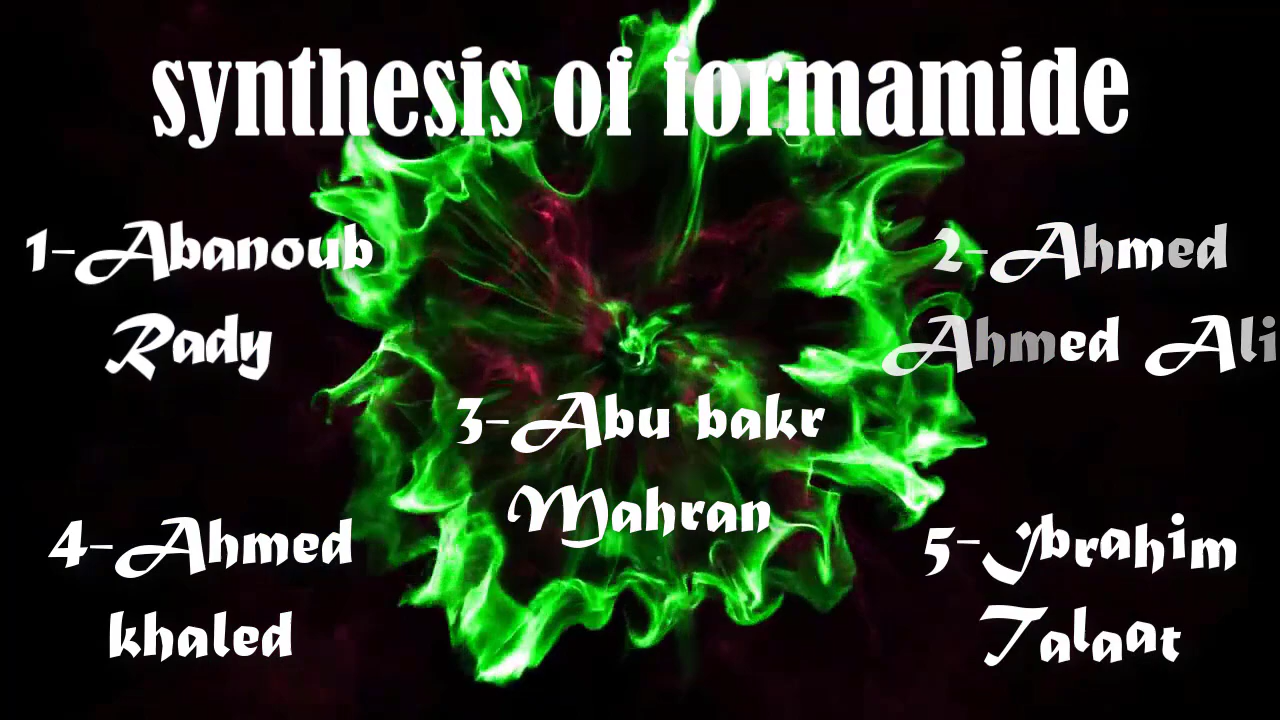 synthesis of formamide
1-Abanoub
Rady
2-Ahmed
Ahmed Ali
3-Abu bakr
Mahran
4-Ahmed
khaled
5-Ibrahim
Talaat